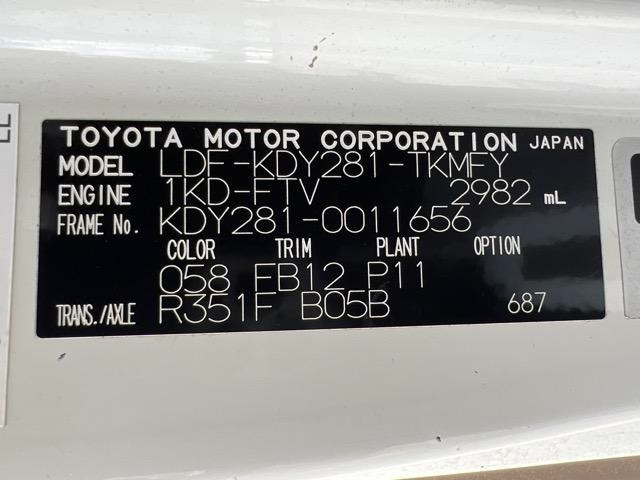 TOYOTA MOTOR CORPORATION JAPAN
MODEL LDF-KDY281-TKMFY
ENGINE 1KD-FTV 2982 mL
FRAME No. KDY281-0011656
COLOR TRIM PLANT OPTION
058 FB12 P11
TRANS./AXLE R351F B05B 687